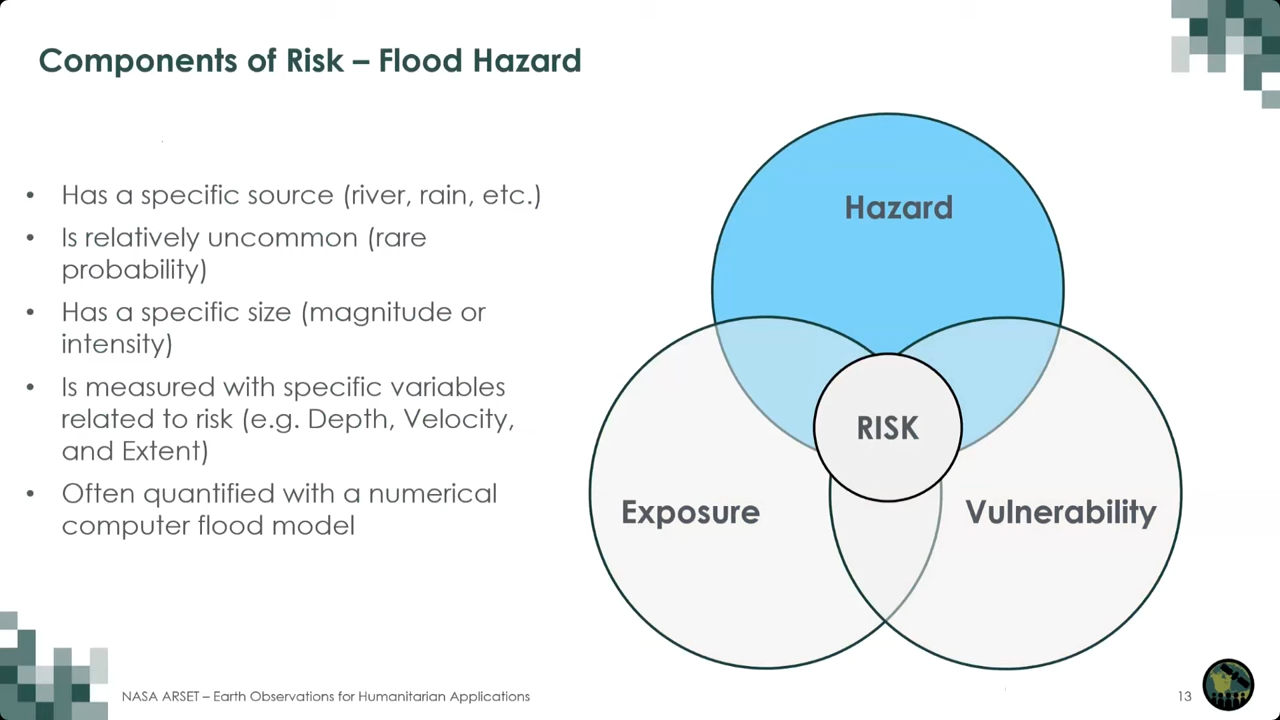 Components of Risk – Flood Hazard
• Has a specific source (river, rain, etc.)
• Is relatively uncommon (rare
probability)
• Has a specific size (magnitude or
intensity)
• Is measured with specific variables
related to risk (e.g. Depth, Velocity,
and Extent)
• Often quantified with a numerical
computer flood model
Hazard
RISK
Exposure
Vulnerability
NASA ARSET – Earth Observations for Humanitarian Applications
13